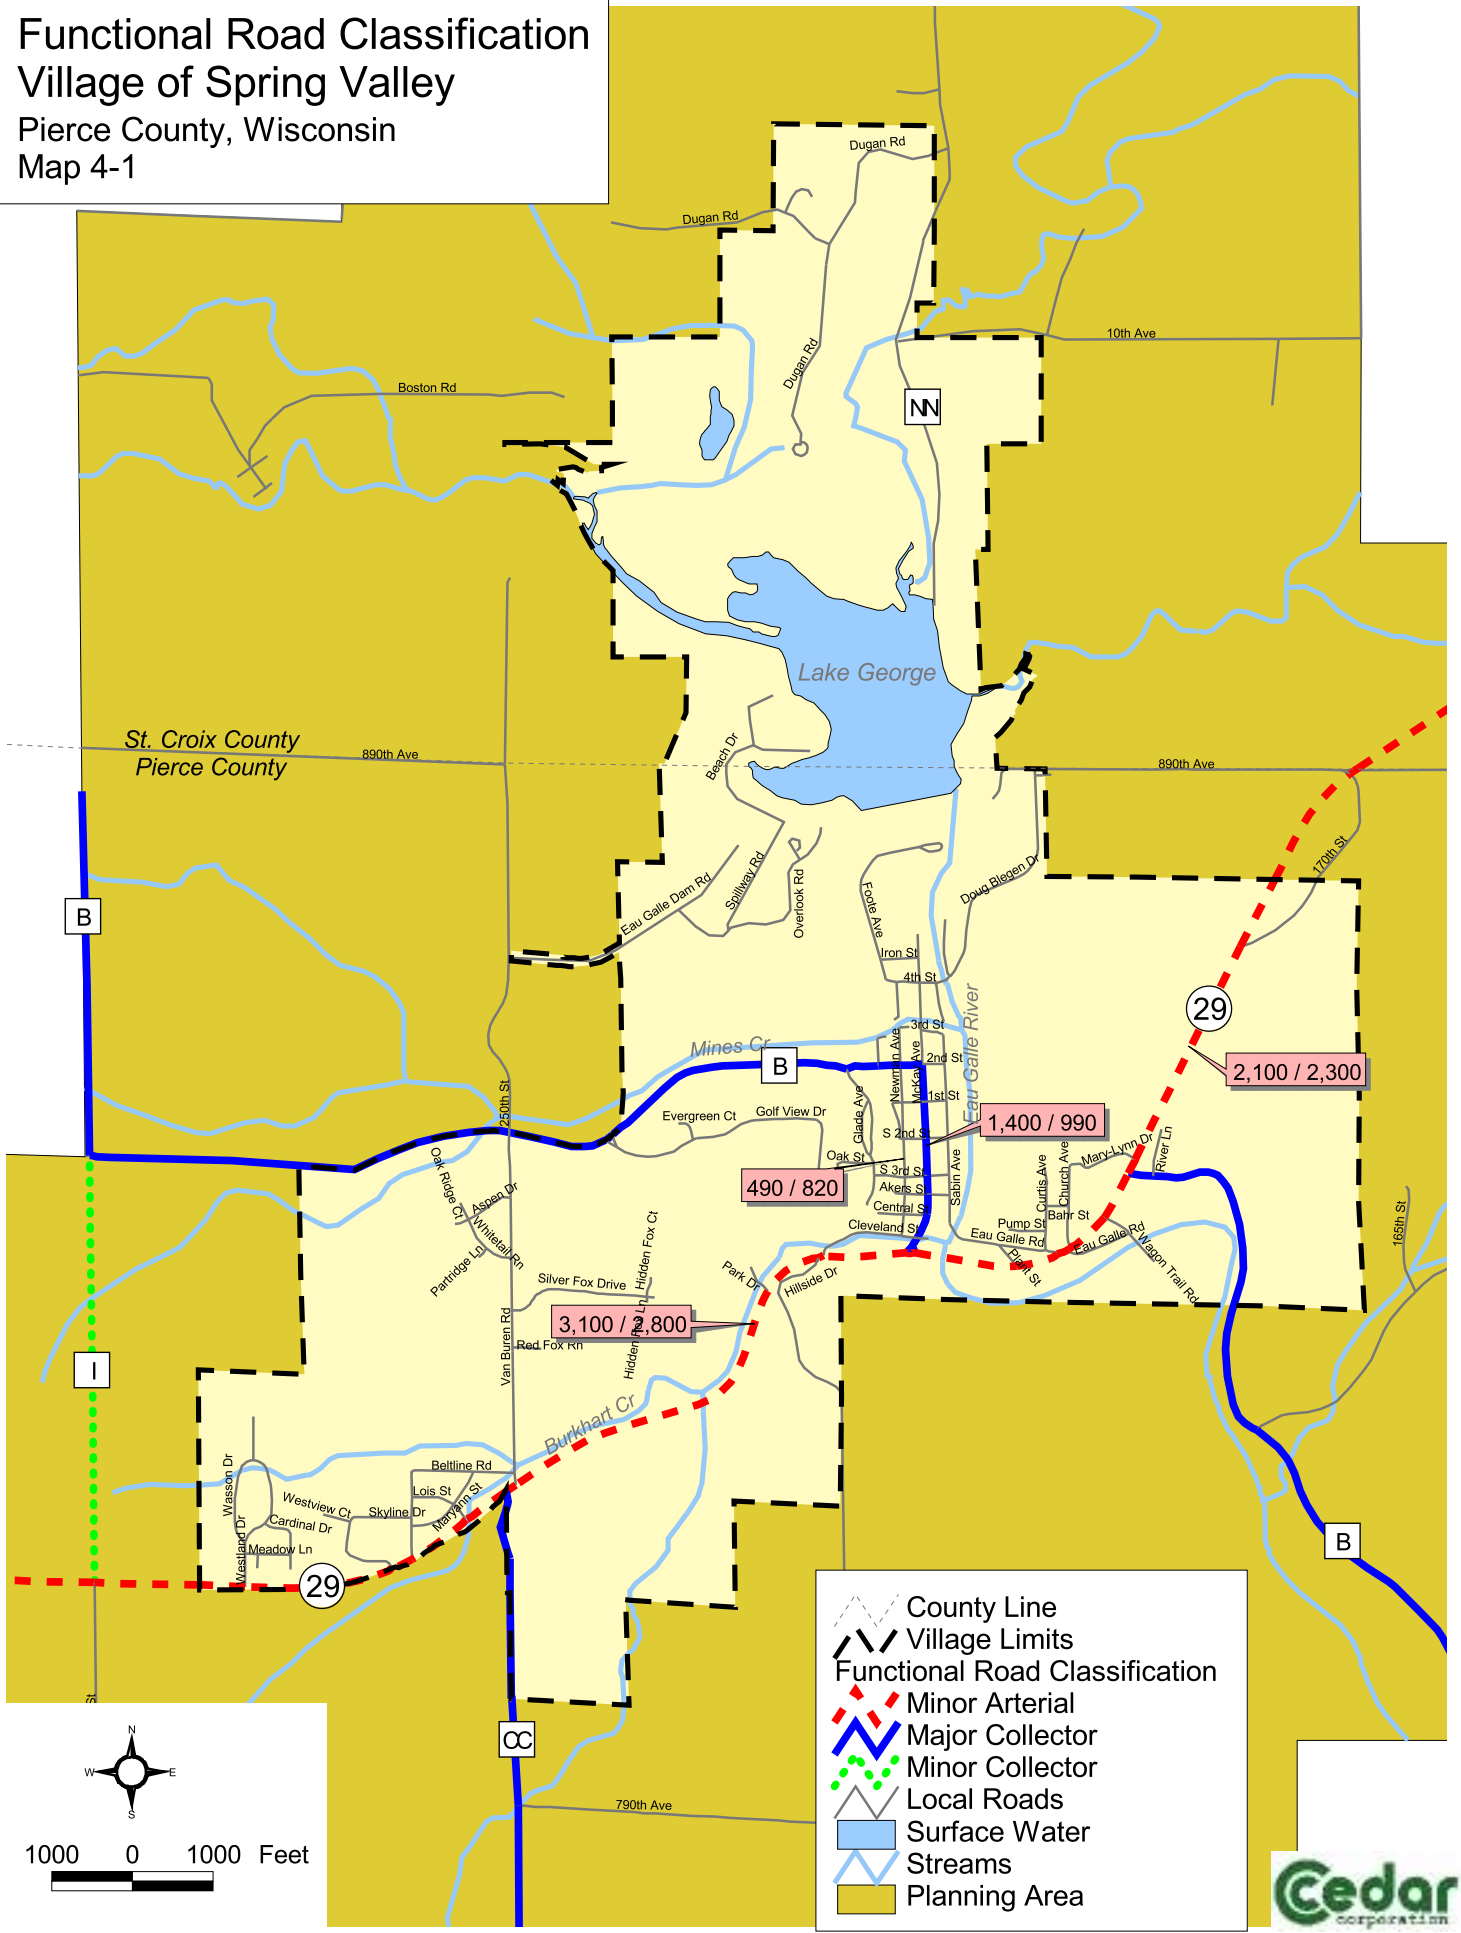 Functional Road Classification
Village of Spring Valley
Pierce County, Wisconsin
Map 4-1
Dugan Rd
Dugan Rd
10th Ave
Dugan Rd
Boston Rd
NN
Lake George
St. Croix County
Pierce County
890th Ave
890th Ave
Beach Dr
170th St
Eau Galle Dam Rd
Spillway Rd
Overlook Rd
Foote Ave
Doug Blegen Dr
B
Iron St
4th St
Eau Galle River
29
3rd St
Mines Cr
B
Newman Ave
McKay Ave
2nd St
2,100 / 2,300
250th St
1st St
Evergreen Ct
Golf View Dr
Glade Ave
1,400 / 990
S 2nd St
Oak St
S 3rd St
490 / 820
Akers St
Central St
Cleveland St
Sabin Ave
Curtis Ave
Church Ave
Mary-Lynn Dr
River Ln
Bahr St
Pump St
Eau Galle Rd
Eau Galle Rd
Plant St
Wagon Trail Rd
165th St
Oak Ridge Ct
Aspen Dr
Whitetail Rn
Partridge Ln
Hidden Fox Ct
Silver Fox Drive
Park Dr
Hillside Dr
3,100 / 2,800
Hidden Fox Ln
Van Buren Rd
Red Fox Rn
I
Burkhart Cr
Wasson Dr
Beltline Rd
Lois St
Maryann St
Westview Ct
Skyline Dr
Cardinal Dr
Meadow Ln
Westland Dr
29
B
St
CC
790th Ave
County Line
Village Limits
Functional Road Classification
Minor Arterial
Major Collector
Minor Collector
Local Roads
Surface Water
Streams
Planning Area
N
W
E
S
1000 0 1000 Feet
Cedar
corporation